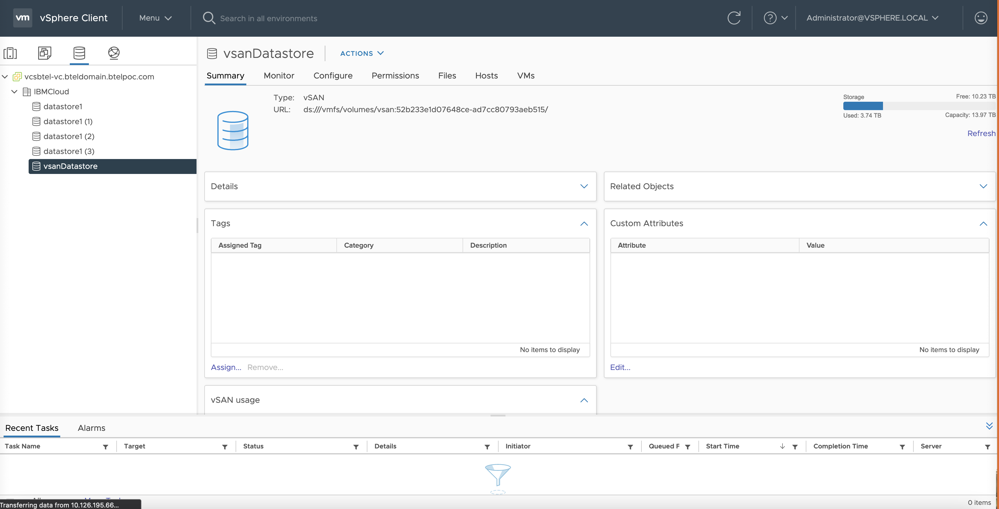 vm vSphere Client Menu Search in all environments ? Administrator@VSPHERE.LOCAL
vcsbtel-vc.bteldomain.btelpoc.com
IBMCloud
datastore1
datastore1 (1)
datastore1 (2)
datastore1 (3)
vsanDatastore
vsanDatastore ACTIONS
Summary Monitor Configure Permissions Files Hosts VMs
Type: vSAN
URL: ds:///vmfs/volumes/vsan:52b233e1d07648ce-ad7cc80793aeb515/
Storage Free: 10.23 TB
Used: 3.74 TB Capacity: 13.97 TB
Refresh
Details
Related Objects
Tags
Assigned Tag Category Description
No items to display
Assign... Remove...
Custom Attributes
Attribute Value
No items to display
Edit...
vSAN usage
Recent Tasks Alarms
Task Name Target Status Details Initiator Queued F Start Time Completion Time Server
0 items
Transferring data from 10.126.195.66...